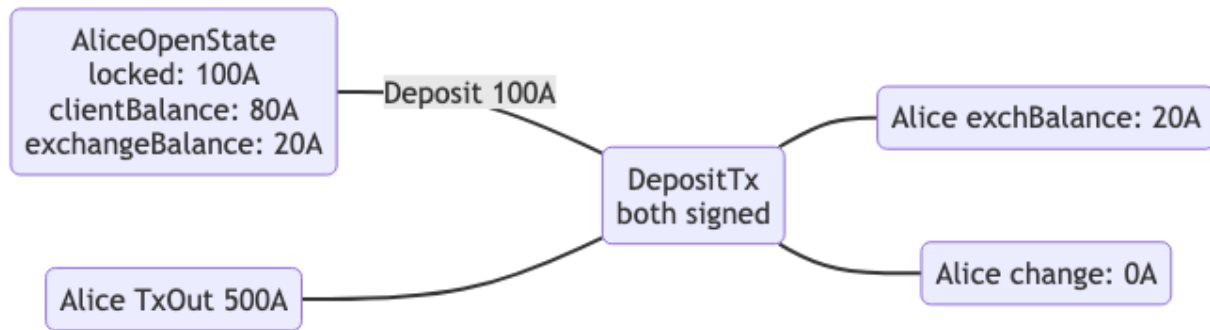 AliceOpenState
locked: 100A
clientBalance: 80A
exchangeBalance: 20A
Deposit 100A
Alice TxOut 500A
DepositTx
both signed
Alice exchBalance: 20A
Alice change: 0A